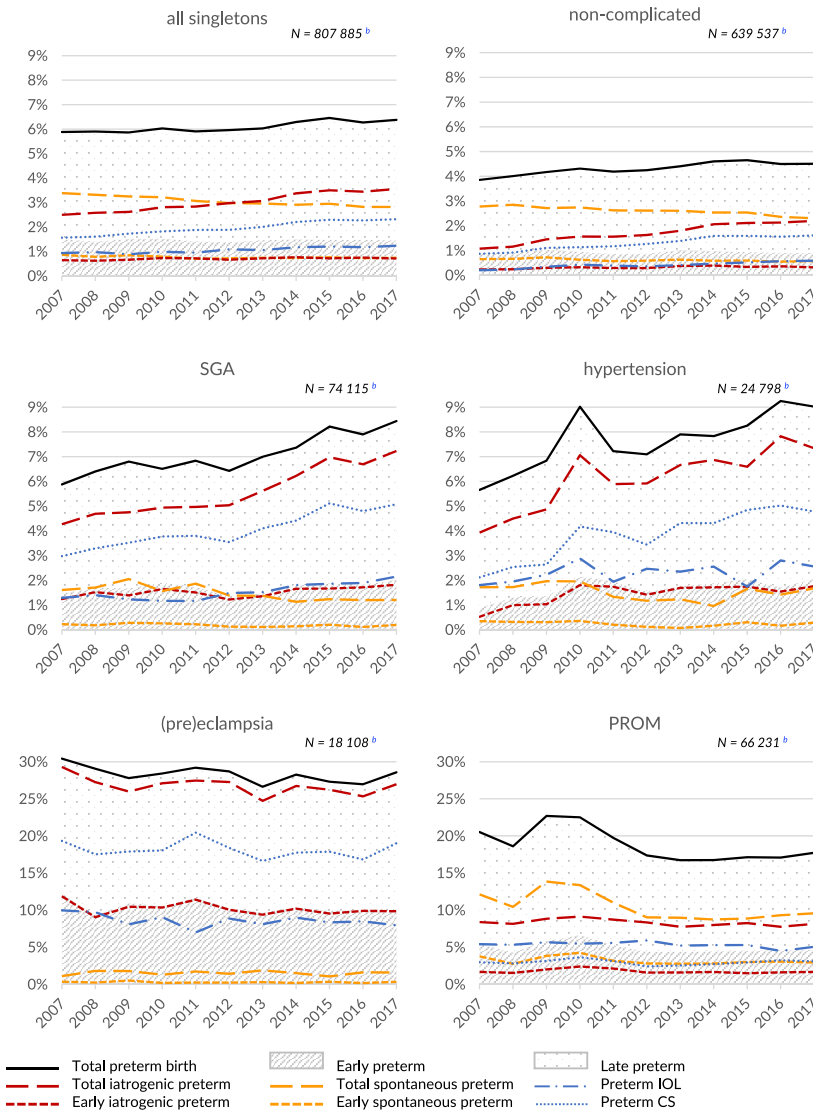 all singletons
N = 807 885 b
9%
8%
7%
6%
5%
4%
3%
2%
1%
0%
2007 2008 2009 2010 2011 2012 2013 2014 2015 2016 2017
non-complicated
N = 639 537 b
9%
8%
7%
6%
5%
4%
3%
2%
1%
0%
2007 2008 2009 2010 2011 2012 2013 2014 2015 2016 2017
SGA
N = 74 115 b
9%
8%
7%
6%
5%
4%
3%
2%
1%
0%
2007 2008 2009 2010 2011 2012 2013 2014 2015 2016 2017
hypertension
N = 24 798 b
9%
8%
7%
6%
5%
4%
3%
2%
1%
0%
2007 2008 2009 2010 2011 2012 2013 2014 2015 2016 2017
(pre)eclampsia
N = 18 108 b
30%
25%
20%
15%
10%
5%
0%
2007 2008 2009 2010 2011 2012 2013 2014 2015 2016 2017
PROM
N = 66 231 b
30%
25%
20%
15%
10%
5%
0%
2007 2008 2009 2010 2011 2012 2013 2014 2015 2016 2017
Total preterm birth Early preterm Late preterm
Total iatrogenic preterm Total spontaneous preterm Preterm IOL
Early iatrogenic preterm Early spontaneous preterm Preterm CS